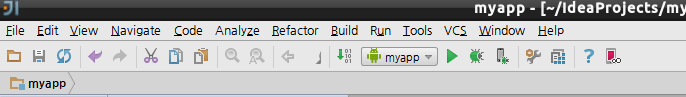 myapp - [~/IdeaProjects/my
File Edit View Navigate Code Analyze Refactor Build Run Tools VCS Window Help
myapp
myapp